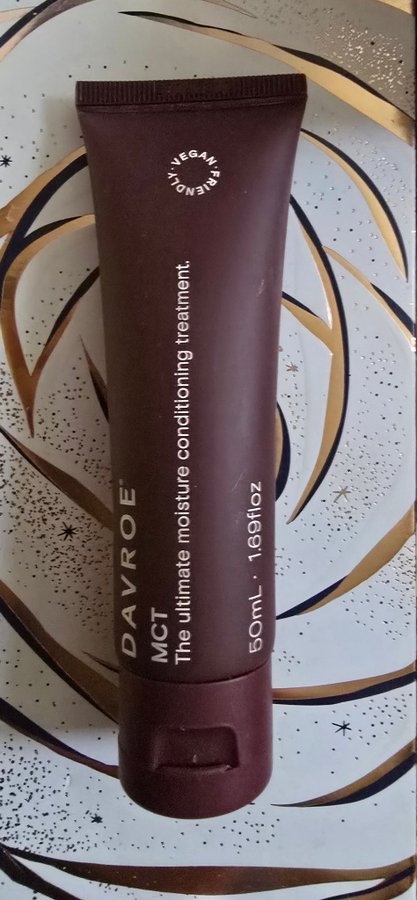 VEGAN · FRIENDLY ·
DAVROE®
MCT
The ultimate moisture conditioning treatment.
50mL · 1.69floz